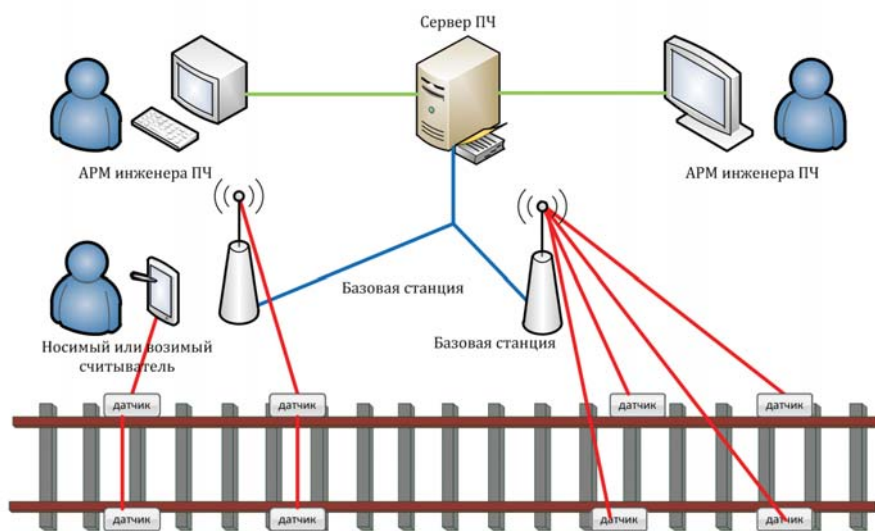 Сервер ПЧ
АРМ инженера ПЧ
АРМ инженера ПЧ
Базовая станция
Носимый или возимый
считыватель
Базовая станция
датчик
датчик
датчик
датчик
датчик
датчик
датчик
датчик